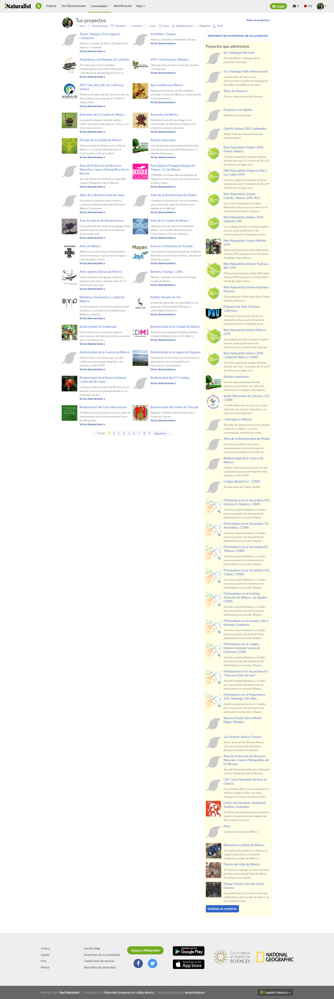 iNaturalist
Explora
Tus Observaciones
Comunidad
Identificación
Más
Cargar
0
113
Tus proyectos
Todos los proyectos »
Inicio
Observaciones
Calendario
Favoritos
Listas
Diario
Identificaciones
Proyectos
Perfil
Álvaro Obregón (Zoh-Laguna),
Campeche
Plantas y animales de Álvaro Obregón (Zoh-
Laguna), Campeche
Ve tus observaciones »
Amatitlán, Chiapas
Plantas y animales de Amatitlán, Chiapas
Ve tus observaciones »
Amphibians and Reptiles of Colombia
The main goal of the Colombian
Herpetological Association (Asociación
Colombiana de Herpetología) and its m...
Ve tus observaciones »
APFF Chichinautzin, Morelos
Observaciones de fauna y flora del Corredor
Chichinautzin
Ve tus observaciones »
APFF Islas del Golfo de California,
Sinaloa
Plantas y animales del Área de Protección de
Flora y Fauna Islas del golfo de California,
Sinaloa Direc...
Ve tus observaciones »
Apis mellifera en México
Registrar la presencia de Apis mellifera
asociada a la flora de México y su distribución
o actividad genera...
Ve tus observaciones »
Arácnidos de la Ciudad de México
Las grandes ciudades tienden a aislar y
reducir la presencia de especies nativas, y en
otros casos proveen ...
Ve tus observaciones »
Arácnidos de México
Mediante el uso de la tecnología y las
comunidades de intereses similares, este
proyecto se propone documen...
Ve tus observaciones »
Árboles de la Ciudad de México
Observaciones de árboles en la Ciudad de
México. La Comisión Nacional para el
Conocimiento y Uso de la Biod...
Ve tus observaciones »
Árboles mexicanos
Lista de especies potencialmente atractivas
para formar una colección (Arboretum). El
objetivo del proyecto...
Ve tus observaciones »
Área de Protección de Recursos
Naturales Cuenca Hidrográfica del río
Necaxa
Área de Protección de Recursos Naturales
Cuenca Hidrográfica del río Necaxa.
Ve tus observaciones »
BOSQUE
TLALPAN
Área Natural Protegida Bosque de
Tlalpan, Cd. de México
CONABIO y el Parque Nacional Bosque de
Tlalpan te invitan a incluir tus observaciones
de flora y fauna. ...
Ve tus observaciones »
Atlas de la Biodiversidad del Huila
Un esfuerzo ciudadano para conocer y
conservar la biodiversidad del Huila en el
Macizo Colombiano
Ve tus observaciones »
Atlas de la Biodiversidad de Pitalito
Un esfuerzo colectivo de ciencia ciudadana
para conocer las especies silvestres que
habitan en el Valle del...
Ve tus observaciones »
Aves Acuaticas de NorteAmerica
El propósito de este proyecto es agregar todas
aquellas especies de aves de la región de
América del norte ...
Ve tus observaciones »
Aves de la Ciudad de México
Observaciones de aves de la Ciudad de
México. La Comisión Nacional para el
Conocimiento y Uso de la Biodive...
Ve tus observaciones »
AVES DE MÉXICO
Aves de México
México es un país con gran diversidad de
especies de aves; ocupa el doceavo lugar a
nivel mundial y el prim...
Ve tus observaciones »
Mayan
Jays
Aves en la Península de Yucatán
Este proyecto esta administrado por la Red de
Monitores Comunitarios de Aves, ubicados en
diferentes puntos...
Ve tus observaciones »
Aves rapaces diurnas de México
Grupo dedicado a las águilas, halcones y
gavilanes Descubre y aprende sobre las 57
especies de aves rapa...
Ve tus observaciones »
Barranca Tarango, CdMx
Plantas y animales de la Barranca Tarango,
Ciudad de México
Ve tus observaciones »
BVO
Biblioteca Vasconcelos, Ciudad de
México
En este proyecto se reunen las observaciones
de plantas y animales de los jardines de la
Biblioteca Vasconc...
Ve tus observaciones »
VENADO de ORO
BioBlitz Venado de Oro
El Instituto Alexander von Humboldt con el
apoyo de la Universidad El Bosque, la
Universidad Distrital, el ...
Ve tus observaciones »
Biodiversidad de Guatemala
Este proyecto fue creado para registrar
observaciones de todas las plantas y animales
que se encuentran en ...
Ve tus observaciones »
CDMX
CIUDAD DE MÉXICO
Biodiversidad de la Ciudad de México
Proyecto para compilar la biodiversidad de
Ciudad de México (antes D.F.), México
Ve tus observaciones »
Biodiversidad de la Cuenca de México
Únete a Varios entusiastas para ver qué
ciudad mexicana puede fotografiar más
especies en Abril 2018.
Ve tus observaciones »
Biodiversidad de la laguna de Fúquene
El propósito de este proyecto es promover la
participación de la comunidad en la
observación, conocimiento,...
Ve tus observaciones »
Biodiversidad de la Reserva Natural
Cañón del Río Claro
La Reserva Natural Cañón del Río Claro es un
área de conservación privada situada en los
municipios de San ...
Ve tus observaciones »
Biodiversidad del CCH Vallejo
Ve tus observaciones »
Biodiversidad del Cerro Moctezuma
El objetivo de este proyecto es reunir todas las
observaciones de la biodiversidad del Cerro
de Moctezuma.
Ve tus observaciones »
Biodiversidad del Estado de Tlaxcala
Registrar la biodiversidad existente en el
Estado de Tlaxcala.
Ve tus observaciones »
← Previo 1 2 3 4 5 6 7 8 9 Siguiente →
Administra las invitaciones de tus proyectos
Proyectos que administras
Id y Hallazgos Nacional
Para identificar y hallazgos de los
proyectos nacionales
ID y Hallazgos Reto Internacional
Lista de sitios del reto con las
observaciones en grado de investigación
para filtrar resultados y encontra...
Retos de Veracruz
Para ver observaciones de Veracruz
Proyectos con reptiles
Reptiles en los proyectos
Distrito Federal, MX Contenedor
Añadir todas las o bservaciones del
Distrito Federal
Reto Naturalista Urbano 2019:
Puerto Vallarta
¿Cuántos organismos puedes observar
durante este reto?. Es simple, del 26 al 29
de abril ve a un lugar cono...
Reto Naturalista Urbano La Paz y
Los Cabos 2019
¿Cuántos organismos puedes observar
durante este reto?. Es simple, del 26 al 29
de abril ve a un lugar cono...
Reto Naturalista Urbano
Calvillo_Tabasco 2019, AGS
Los Scouts participarán en el Reto
Naturalista Urbano con un evento en los
municipios de Calvillo y Tabasco.
Reto Naturalista Urbano 2019:
Huatulco, MX
Las ciudades de todo el mundo compiten
para ver quién puede hacer más
observaciones de la naturaleza, encon...
Reto Naturalista Urbano Mérida
2019
Mérida participará en el Reto Naturalista
Urbano 2019. Inspirado en el City Nature
Challenge, https://www.i...
Reto Naturalista Urbano: Pachuca,
MX 2019
Pachuca participará en el Reto Naturalista
Urbano 2019. Inspirado en el City Nature
Challenge, https://www...
Reto Naturalista Urbano Huasteca
Potosina
Participante en el Reto Naturalista Urbano
Huasteca Potosina
PAU
Programa de Aves Urbanas:
Catemaco
Promover la observación de aves en
ambientes urbanos, para fomentar la
participación de la ciudadanía en ac...
City Nature Challenge 2019
Reto Naturalista Urbano México
2019
Las ciudades de todo el mundo compiten
para ver quién puede hacer más
observaciones, encontrar más especies...
Reto Naturalista Urbano 2019:
Ciudad de México, CDMX
¿Cuántos organismos puedes observar
durante este reto?. Es simple, del 26 al 29
de abril ve a un lugar cono...
Árboles mexicanos
Lista de especies potencialmente
atractivas para formar una colección
(Arboretum). El objetivo del proyecto...
Jardín Weizmann de Ciencias-CDI,
CDMX
El Jardín Weizmann de Ciencias, museo
interactivo de ciencias al aire libre, y su
sede; el Centro Deportivo...
Cultivadas en México
Recopilar las observaciones de las plantas
cultivadas en México con fines
ornamentales, alimenticios, mader...
Atlas de la Biodiversidad de Pitalito
Un esfuerzo colectivo de ciencia
ciudadana para conocer las especies
silvestres que habitan en el Valle del...
Biodiversidad de la Cuenca de
México
Únete a Varios entusiastas para ver qué
ciudad mexicana puede fotografiar más
especies en Abril 2018.
Colegio Madrid A.C. CDMX
Biodiversidad del Colegio Madrid.
Polinizadores en la Secundaria 104,
Gustavo A. Madero, CDMX.
Iniciativa conjunta Reeduca y Conabio
para crear puntos de observación de
polinizadores en escuelas. Respon...
Polinizadores en la Secundaria 79,
Xochimilco, CDMX.
Iniciativa conjunta Reeduca y Conabio
para crear puntos de observación de
polinizadores en escuelas. Respon...
Polinizadores en la Secundaria 95,
Tláhuac, CDMX
Iniciativa conjunta Reeduca y Conabio
para crear puntos de observación de
polinizadores en escuelas. Respon...
Polinizadores en la Secundaria 120,
Tlalpan, CDMX
Iniciativa conjunta Reeduca y Conabio
para crear puntos de observación de
polinizadores en escuelas. Respon...
Polinizadores en el Instituto
Asunción de México, Las Águilas,
CDMX
Iniciativa conjunta Reeduca y Conabio
para crear puntos de observación de
polinizadores en escuelas. Respon...
Polinizadores en la escuela. John F.
Kennedy Querétaro
Iniciativa conjunta Reeduca y Conabio
para crear puntos de observación de
polinizadores en escuelas. Respon...
Polinizadores en el Colegio
Hebrero Sefaradi, Lomas de
Chamizal, CDMX
Iniciativa conjunta Reeduca y Conabio
para crear puntos de observación de
polinizadores en escuelas. Respon...
Polinizadores en la Secundaria 67
"Francisco Díaz de León"
Iniciativa conjunta Reeduca y Conabio
para crear puntos de observación de
polinizadores en escuelas. Respon...
Polinizadores en la Preparatoria
204, Jilotzingo, Edo. Mex.
Iniciativa conjunta Reeduca y Conabio
para crear puntos de observación de
polinizadores en escuelas. Respon...
Reserva Estatal Sierra Monte
Negro, Morelos
San Antonio Analco, Oaxaca
Flora y fauna de San Antonio Analco,
Zona de Conservación Voluntaria.
Bosques mesófilos de montaña.
Área de Protección de Recursos
Naturales Cuenca Hidrográfica del
río Necaxa
Área de Protección de Recursos Naturales
Cuenca Hidrográfica del río Necaxa.
CBC Censo Navideño de Aves en
Oaxaca
Los Christmas Bird Count comenzaron en
1900 en Estados Unidos con Frank
Chapman. En Oaxaca iniciaron en 199...
Centro de Educación Ambiental
Yautlica, Iztapalapa
El objetivo de este proyecto es realizar un
registro y levatamiento de imágenes de
flora y fauna en los eco...
Pinos
Estudio de los pinos de México
Mariposas y polillas de México
El propósito del proyecto es capturar en
imagen y describir la variedad de
mariposas y polillas de México a...
Plantas del Valle de México
Te invitamos a agregar tus observaciones
de flora y fauna del del Valle de México.
Se conocen cerca de dos...
Parque Estatal Cerro del Fortín,
Oaxaca
Cerro del Fortín Es uno de los sitios más
emblemáticos de la ciudad de Oaxaca, en
él se celebra la fiest...
Empieza un proyecto
Acerca
Ayuda
Foro
Prensa
nuestro blog
Directrices de la comunidad
Condiciones de servicio
Normativa de privacidad
Apoya a iNaturalist
ANDROID APP ON
Google Play
Download on the
App Store
CALIFORNIA
ACADEMY OF
SCIENCES
NATIONAL
GEOGRAPHIC
Miembro de la Red iNaturalist | Propulsado por iNaturalist programa de código abierto | Documentación para desarrolladores
Español (México)